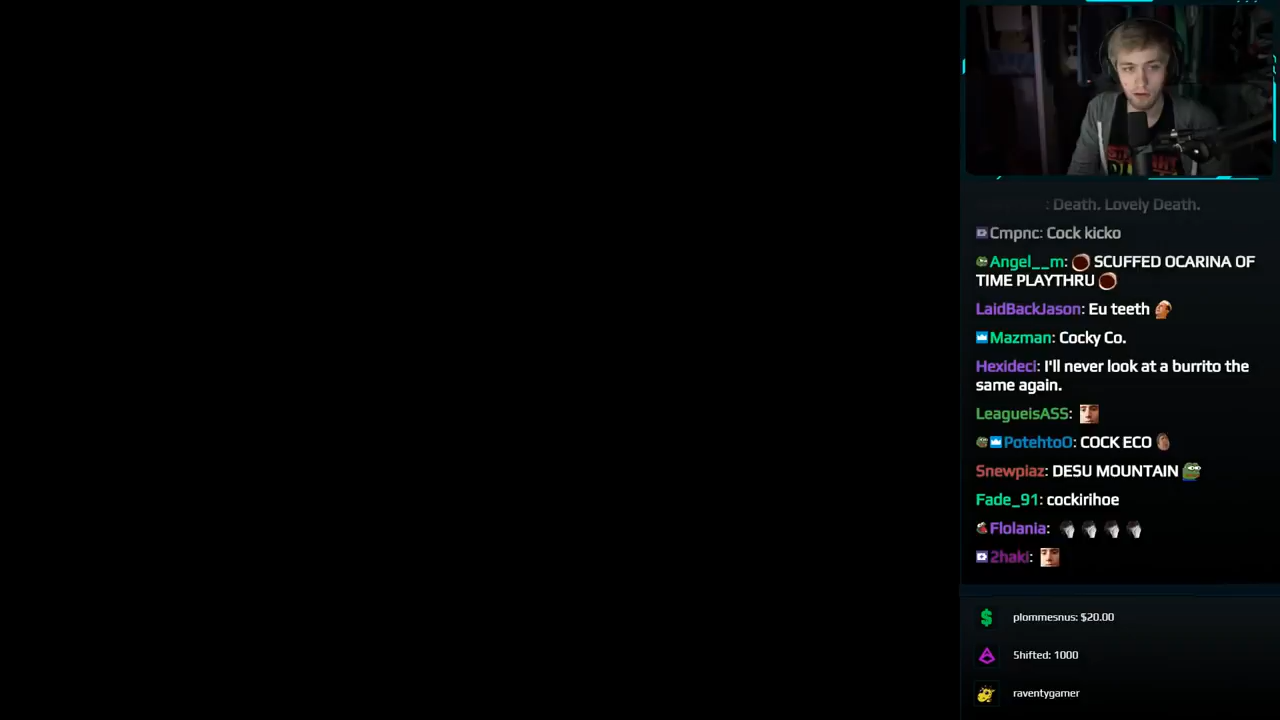 : Death. Lovely Death.
Cmpnc: Cock kicko
Angel__m: SCUFFED OCARINA OF
TIME PLAYTHRU
LaidBackJason: Eu teeth
Mazman: Cocky Co.
Hexideci: I'll never look at a burrito the
same again.
LeagueisASS:
PotehtoO: COCK ECO
Snewpiaz: DESU MOUNTAIN
Fade_91: cockirihoe
Flolania:
2haki:
plommesnus: $20.00
Shifted: 1000
raventygamer